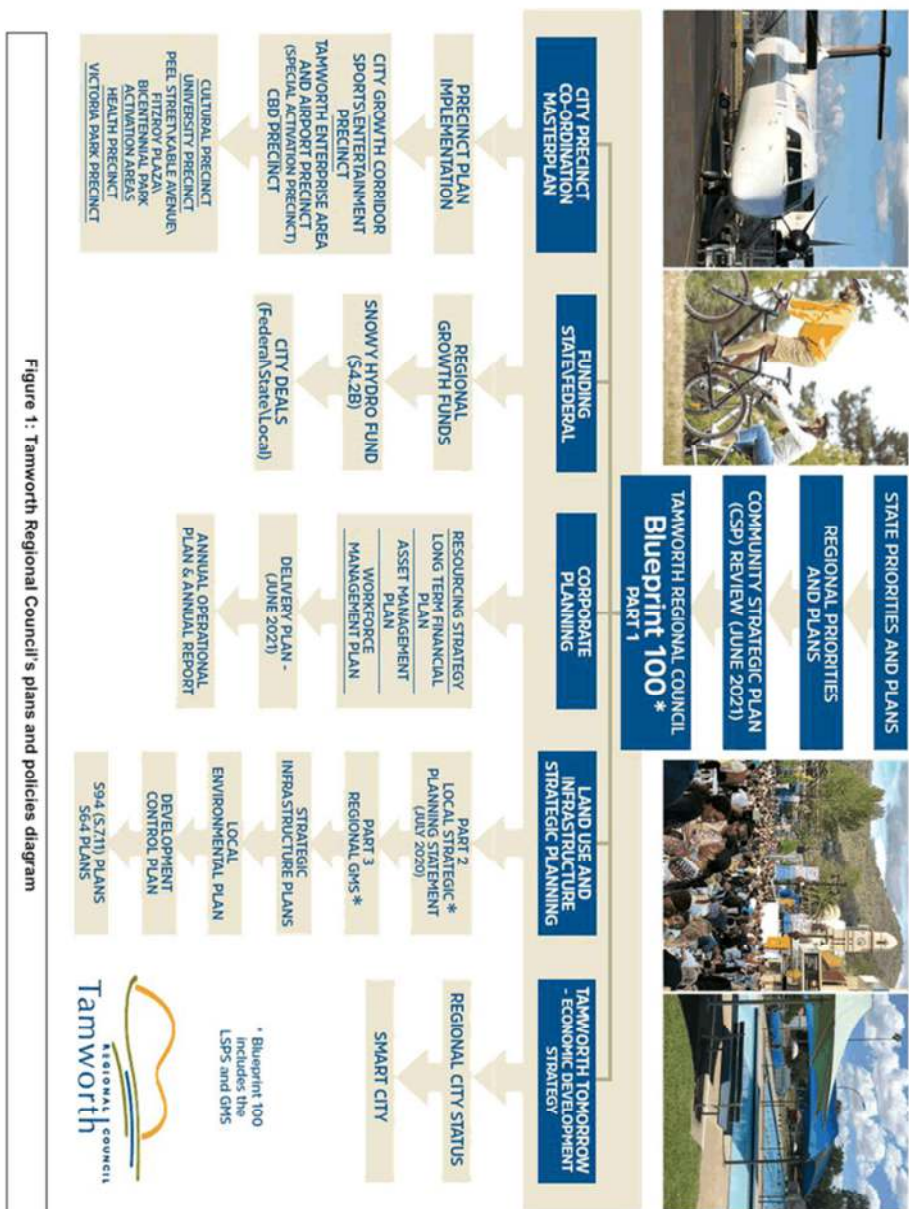 STATE PRIORITIES AND PLANS
REGIONAL PRIORITIES
AND PLANS
COMMUNITY STRATEGIC PLAN
(CSP) REVIEW (JUNE 2021)
TAMWORTH REGIONAL COUNCIL
Blueprint 100*
PART 1
CITY PRECINCT
CO-ORDINATION
MASTERPLAN
PRECINCT PLAN
IMPLEMENTATION
CITY GROWTH CORRIDOR
SPORTS\ENTERTAINMENT
PRECINCT
TAMWORTH ENTERPRISE AREA
AND AIRPORT PRECINCT
(SPECIAL ACTIVATION PRECINCT)
CBD PRECINCT
CULTURAL PRECINCT
UNIVERSITY PRECINCT
PEEL STREET\KABLE AVENUE\
FITZROY PLAZA\
BICENTENNIAL PARK
ACTIVATION AREAS
HEALTH PRECINCT
VICTORIA PARK PRECINCT
FUNDING
STATE\FEDERAL
REGIONAL
GROWTH FUNDS
SNOWY HYDRO FUND
($4.2B)
CITY DEALS
(Federal\State\Local)
CORPORATE
PLANNING
RESOURCING STRATEGY
LONG TERM FINANCIAL
PLAN
ASSET MANAGEMENT
PLAN
WORKFORCE
MANAGEMENT PLAN
DELIVERY PLAN -
(JUNE 2021)
ANNUAL OPERATIONAL
PLAN & ANNUAL REPORT
LAND USE AND
INFRASTRUCTURE
STRATEGIC PLANNING
PART 2
LOCAL STRATEGIC*
PLANNING STATEMENT
(JULY 2020)
PART 3
REGIONAL GMS*
STRATEGIC
INFRASTRUCTURE PLANS
LOCAL
ENVIRONMENTAL PLAN
DEVELOPMENT
CONTROL PLAN
S94 (S.7.11) PLANS
S64 PLANS
TAMWORTH TOMORROW
- ECONOMIC DEVELOPMENT
STRATEGY
REGIONAL CITY STATUS
SMART CITY
* Blueprint 100
includes the
LSPS and GMS
Tamworth
REGIONAL COUNCIL
Figure 1: Tamworth Regional Council's plans and policies diagram